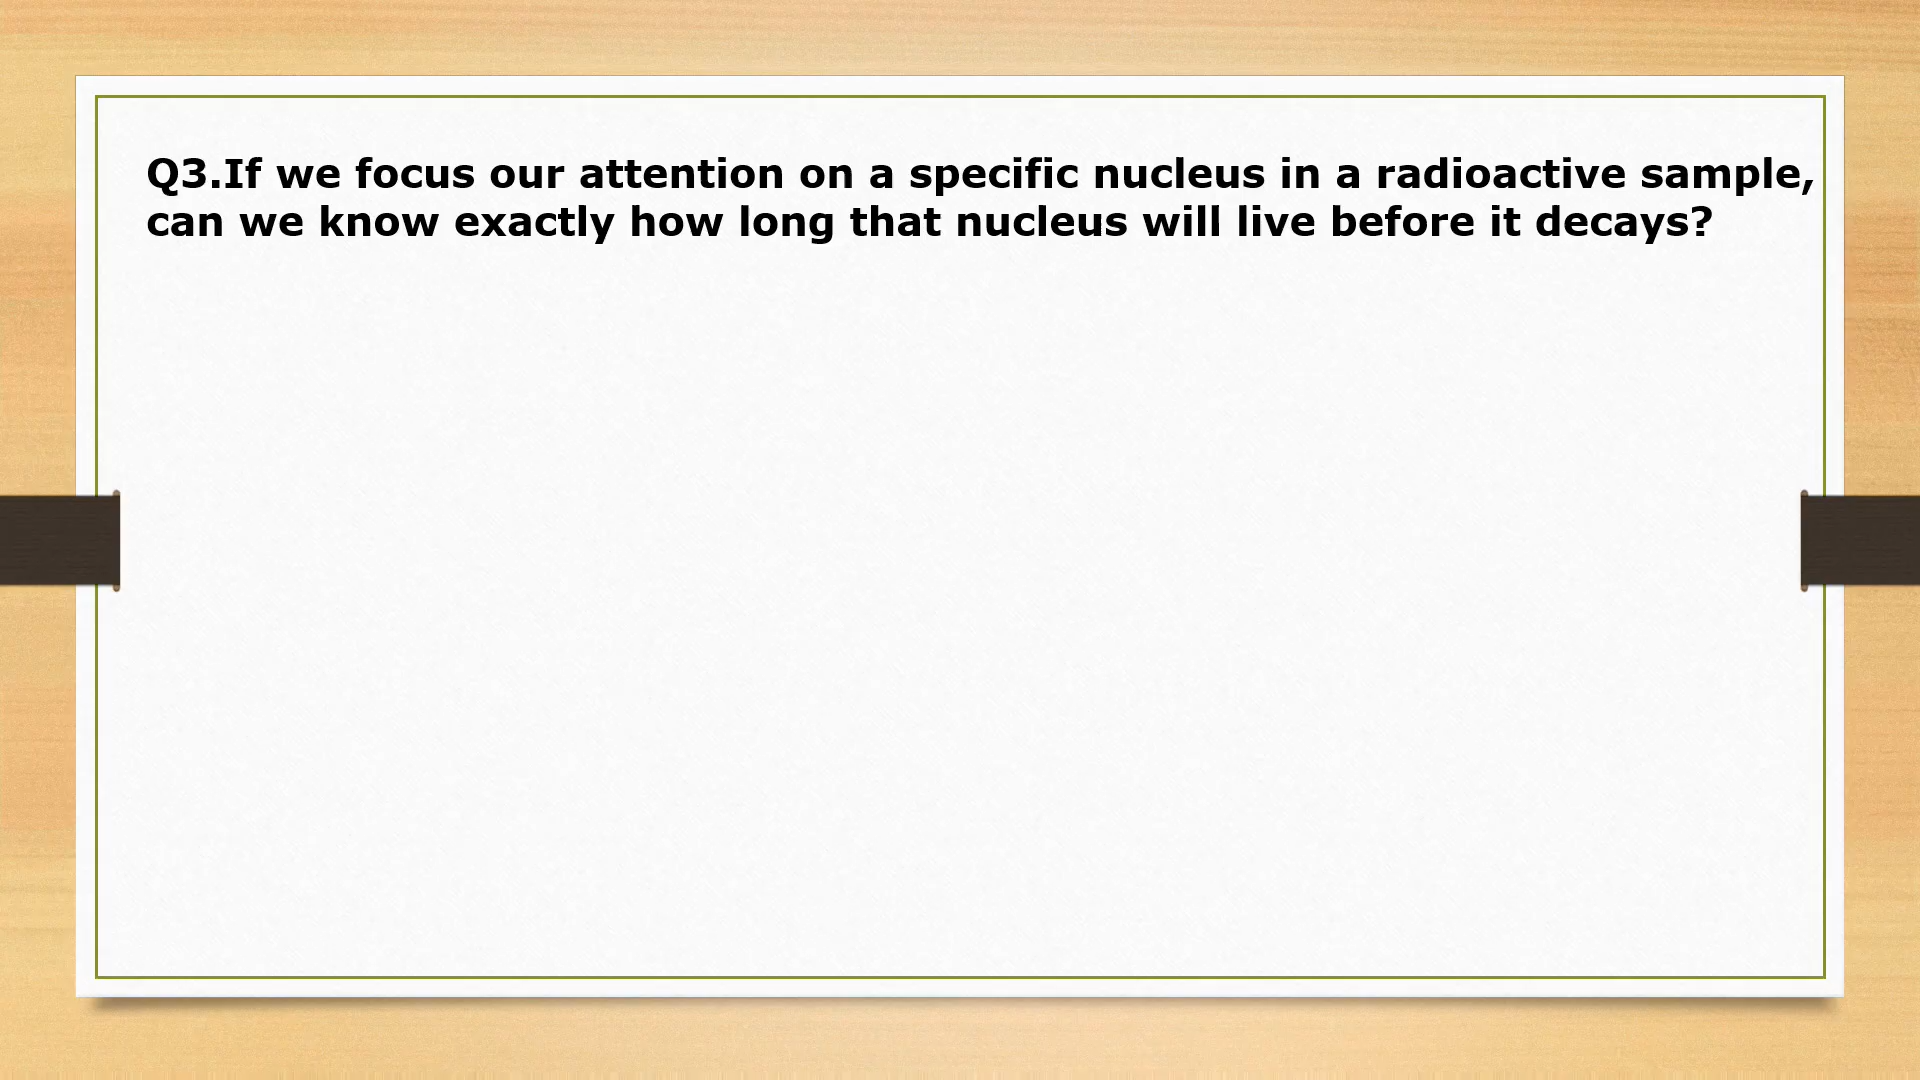 Q3.If we focus our attention on a specific nucleus in a radioactive sample,
can we know exactly how long that nucleus will live before it decays?